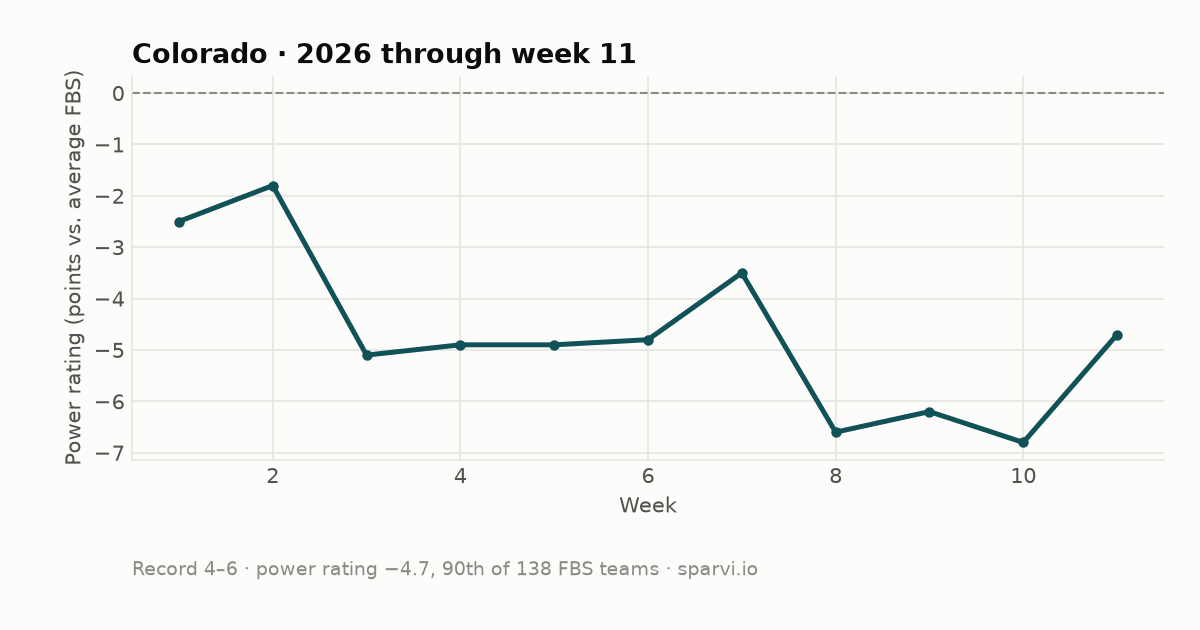 Colorado · 2026 through week 11
Power rating (points vs. average FBS)
0
−1
−2
−3
−4
−5
−6
−7
2 4 6 8 10
Week
Record 4–6 · power rating −4.7, 90th of 138 FBS teams · sparvi.io